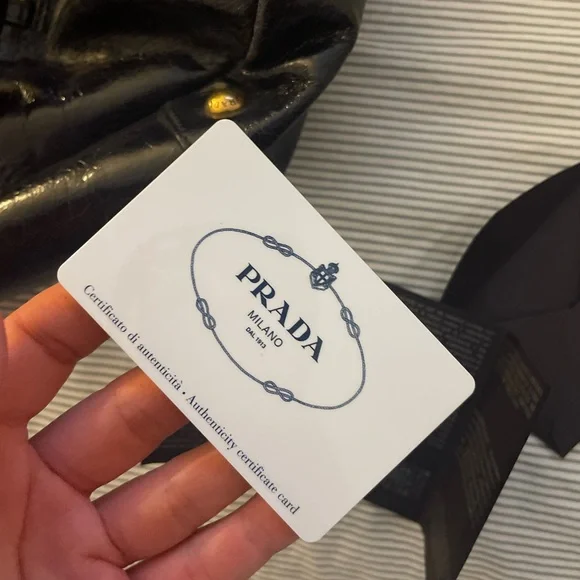 PRADA
MILANO
DAL 1913
Certificato di autenticità • Authenticity certificate card